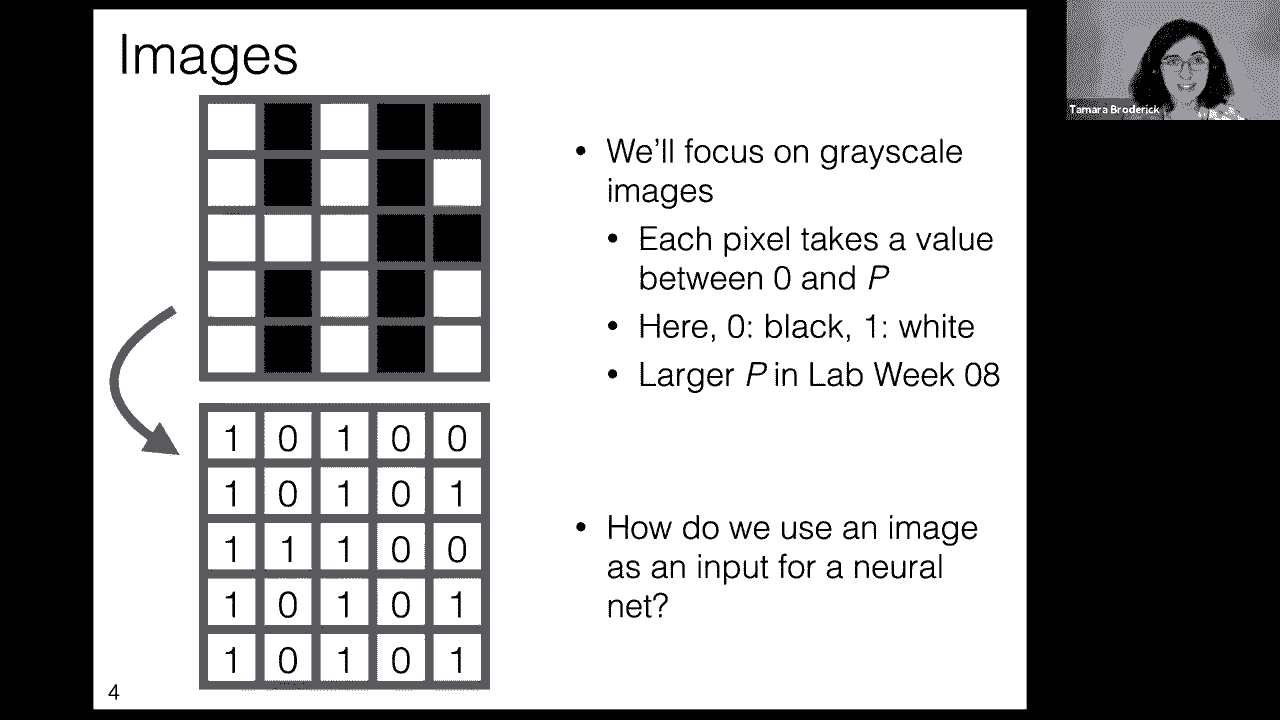 Images
• We'll focus on grayscale
images
• Each pixel takes a value
between 0 and P
• Here, 0: black, 1: white
• Larger P in Lab Week 08
1 0 1 0 0
1 0 1 0 1
1 1 1 0 0
1 0 1 0 1
1 0 1 0 1
• How do we use an image
as an input for a neural
net?
4
Tamara Broderick